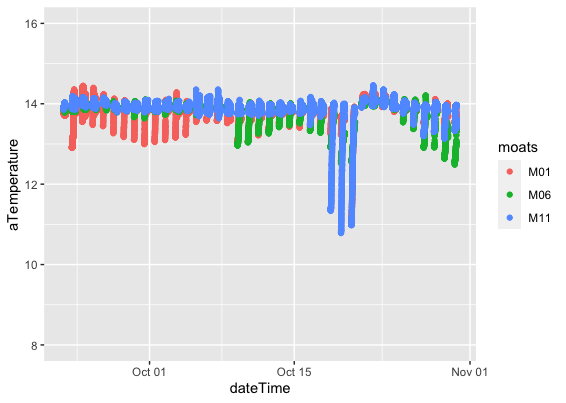 16
14
12
10
8
aTemperature
Oct 01
Oct 15
Nov 01
dateTime
moats
M01
M06
M11